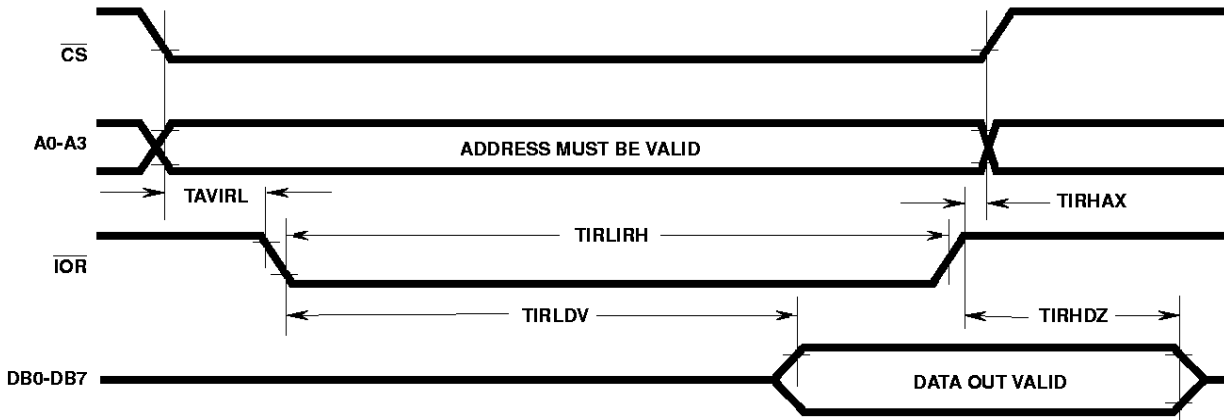 CS
A0-A3
ADDRESS MUST BE VALID
TAVIRL
TIRHAX
IOR
TIRLIRH
TIRLDV
TIRHDZ
DB0-DB7
DATA OUT VALID